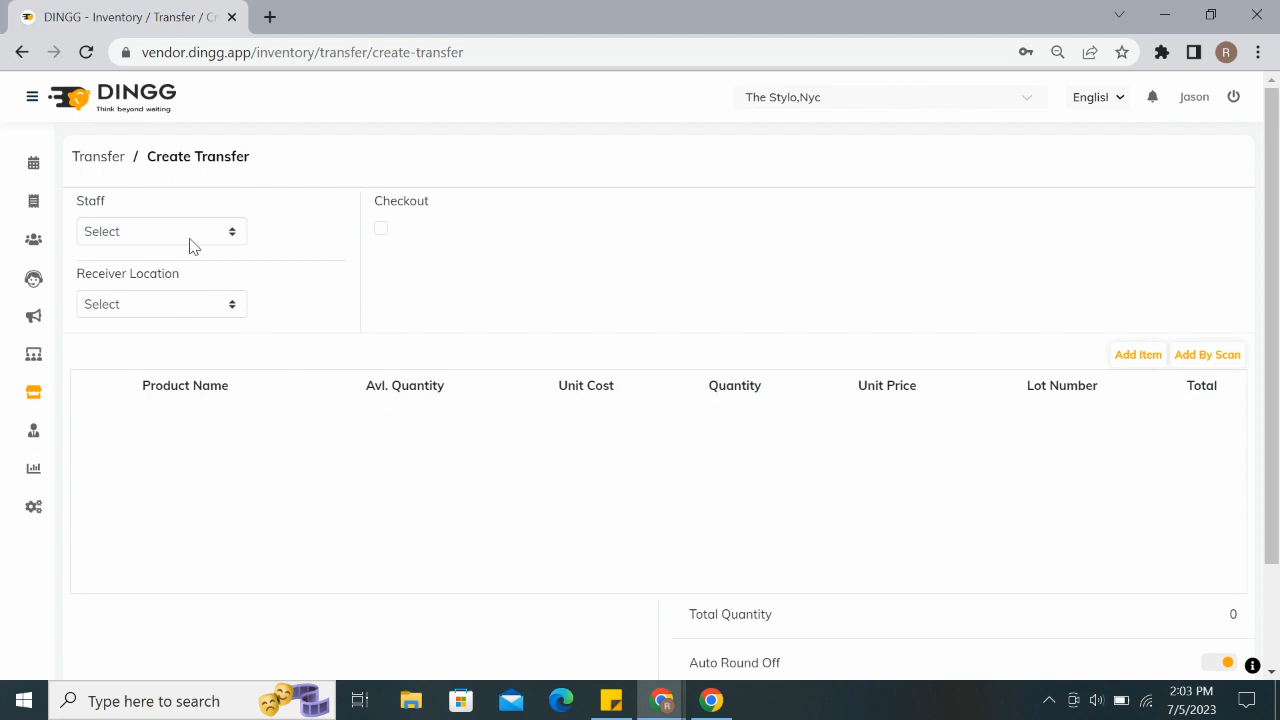 DINGG - Inventory / Transfer / Cr
vendor.dingg.app/inventory/transfer/create-transfer
R
DINGG
Think beyond waiting
The Stylo,Nyc
English
Jason
Transfer / Create Transfer
Staff
Checkout
Select
Receiver Location
Select
Add Item
Add By Scan
Product Name
Avl. Quantity
Unit Cost
Quantity
Unit Price
Lot Number
Total
Total Quantity
0
Auto Round Off
Type here to search
R
2:03 PM
7/5/2023